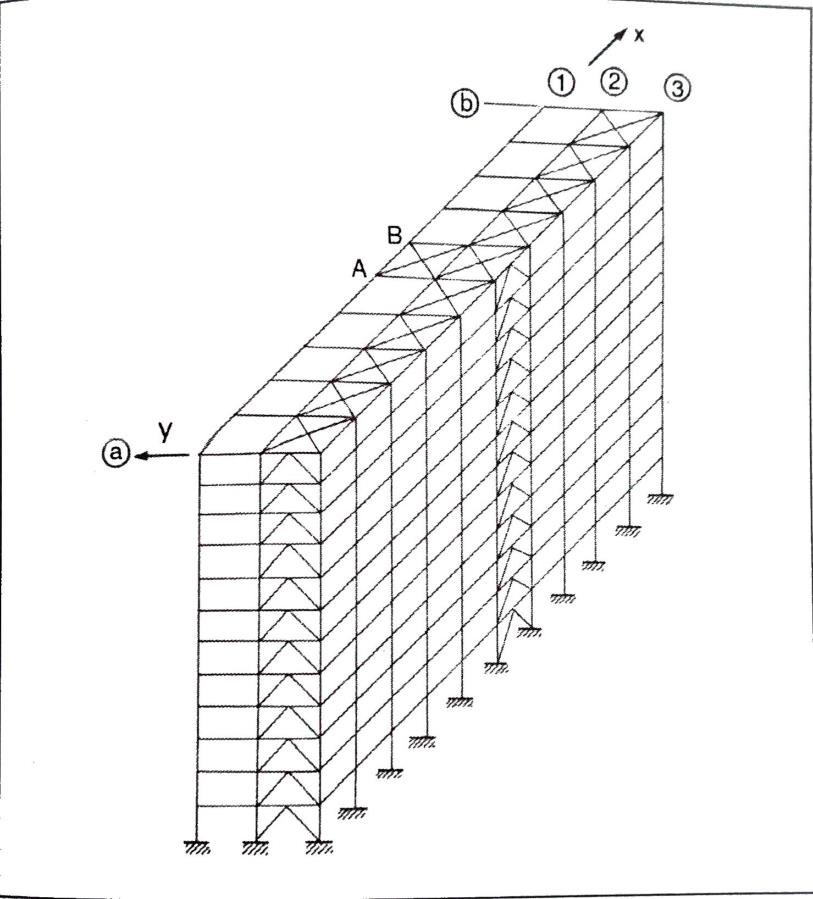 x
① ② ③
ⓑ
B
A
y
ⓐ